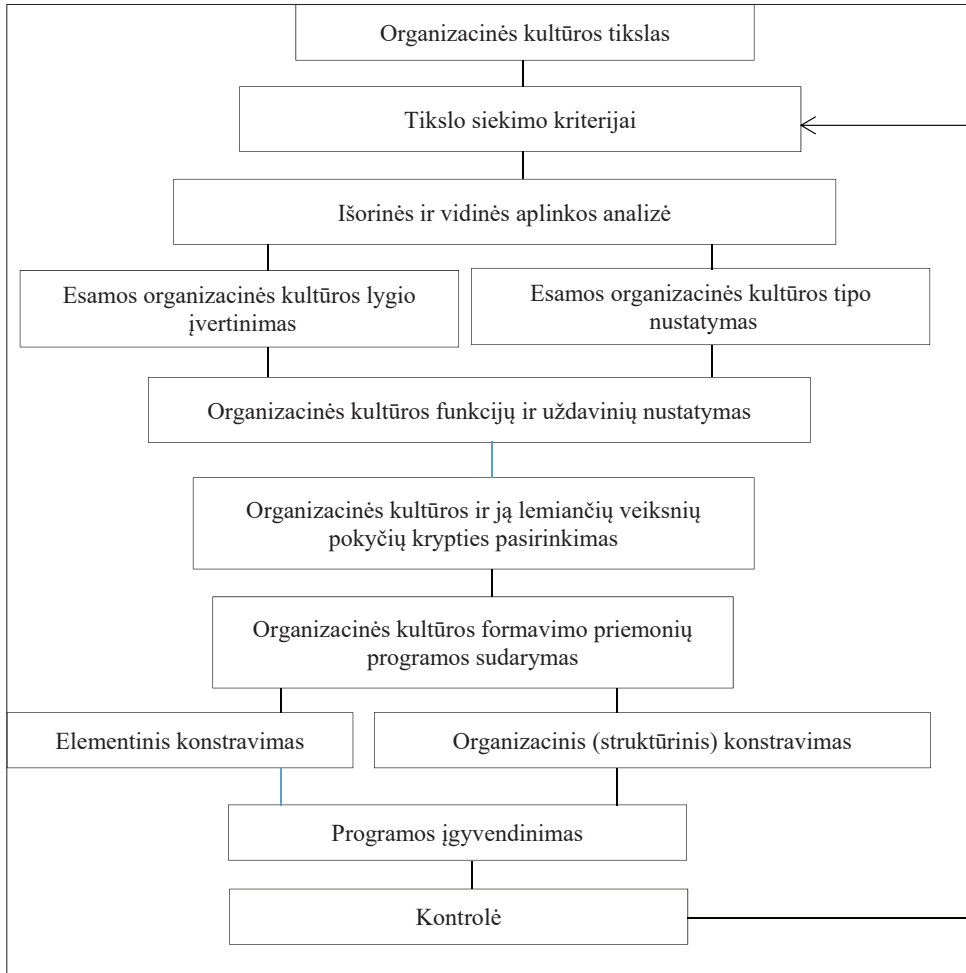 Organizacinės kultūros tikslas
Tikslo siekimo kriterijai
Išorinės ir vidinės aplinkos analizė
Esamos organizacinės kultūros lygio
įvertinimas
Esamos organizacinės kultūros tipo
nustatymas
Organizacinės kultūros funkcijų ir uždavinių nustatymas
Organizacinės kultūros ir ją lemiančių veiksnių
pokyčių krypties pasirinkimas
Organizacinės kultūros formavimo priemonių
programos sudarymas
Elementinis konstravimas
Organizacinis (struktūrinis) konstravimas
Programos įgyvendinimas
Kontrolė